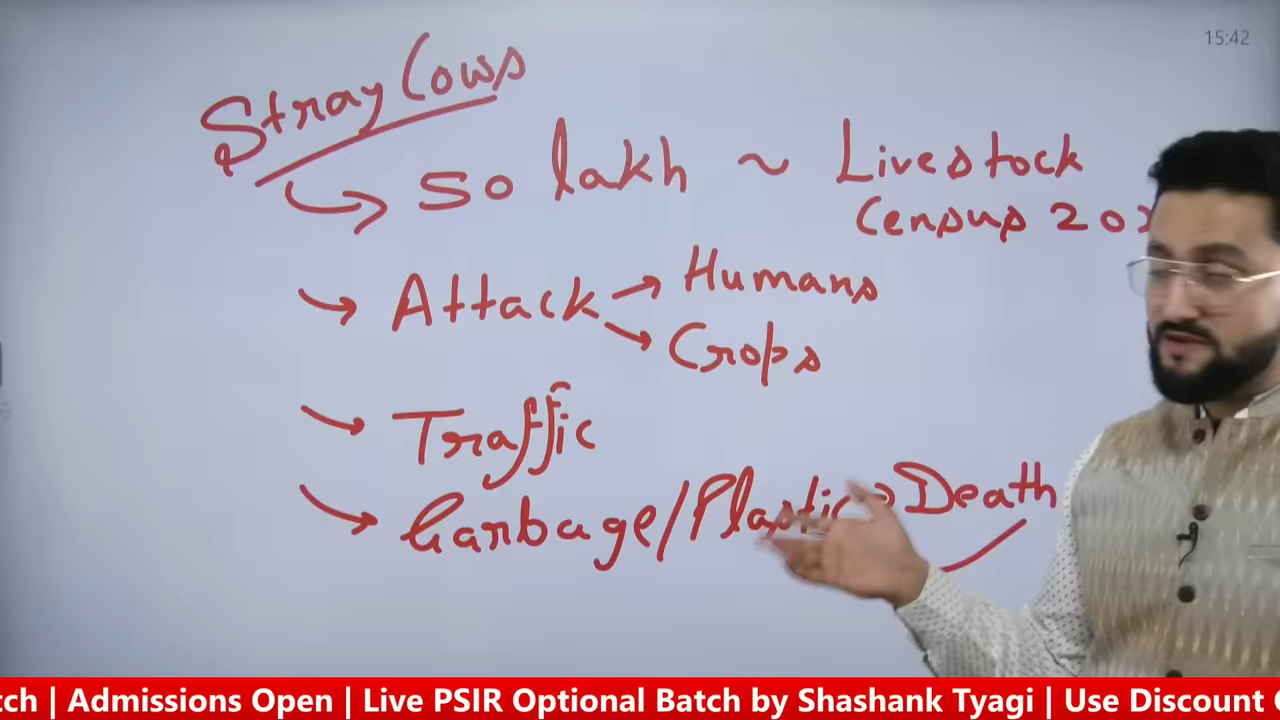 15:42
Stray Cows
→ 50 lakh ~ Livestock
Census 20
→ Attack → Humans
→ Crops
→ Traffic
→ Garbage/Plastic → Death
| Admissions Open | Live PSIR Optional Batch by Shashank Tyagi | Use Discount